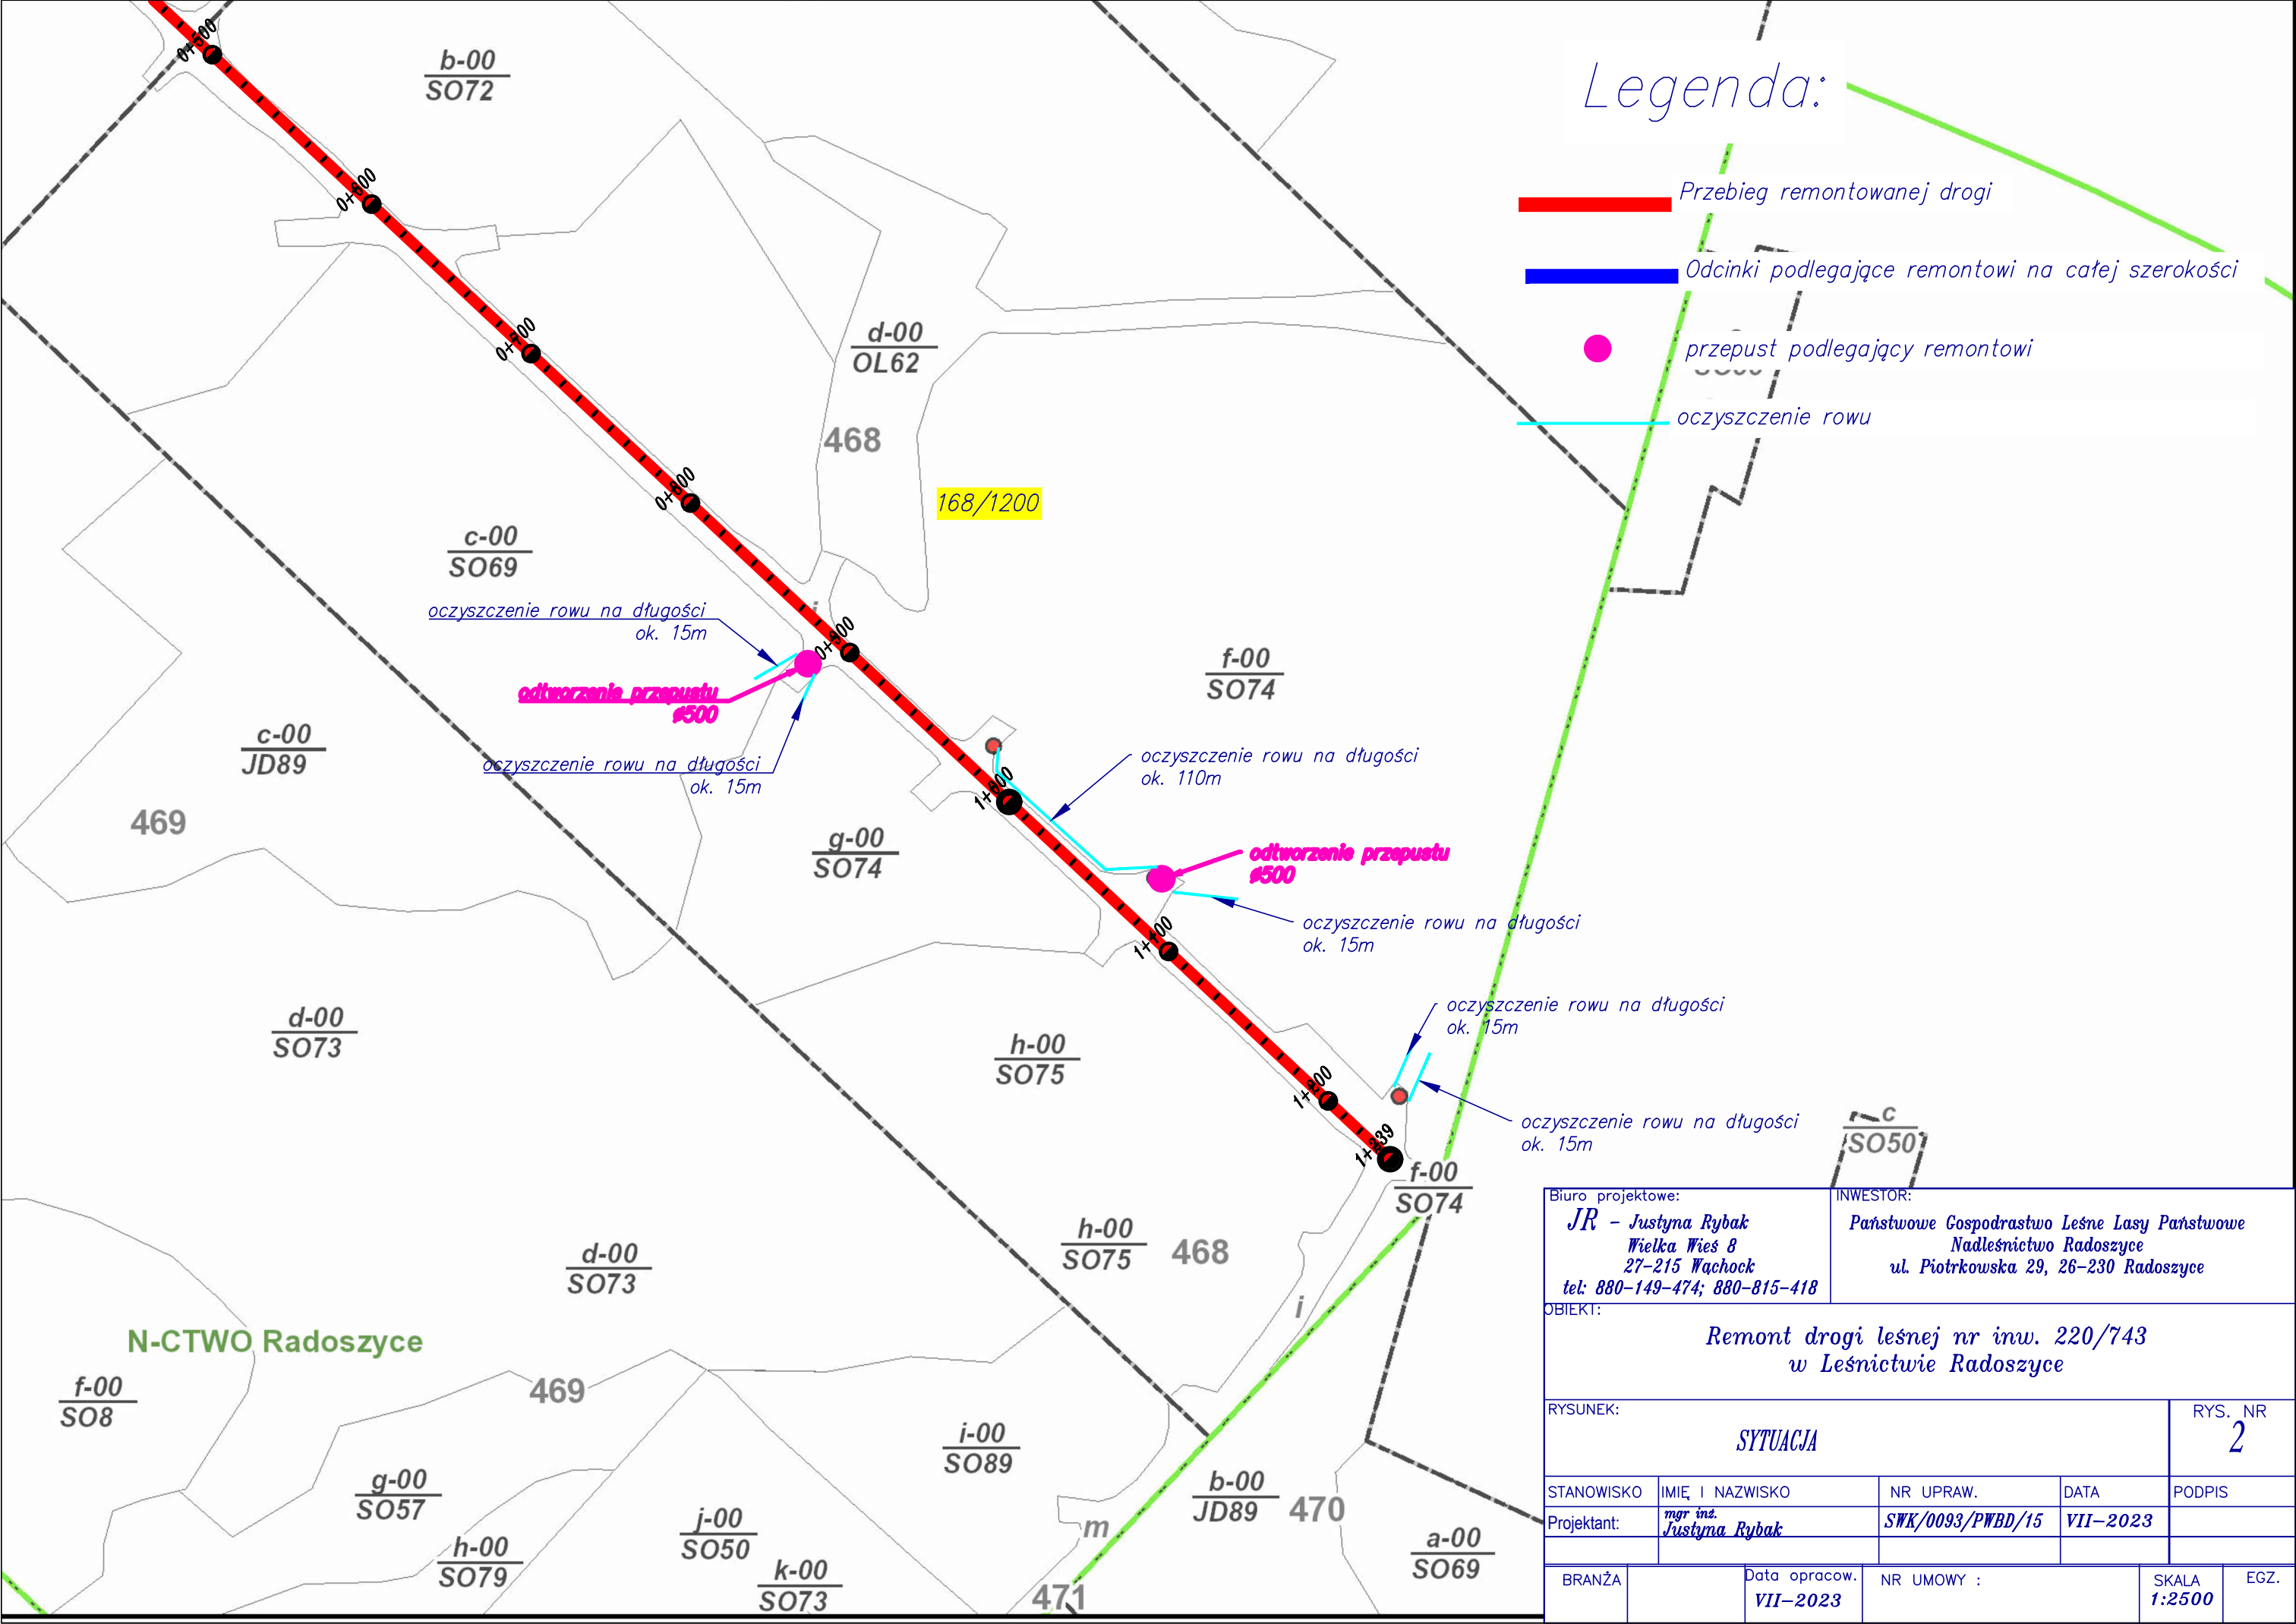 Legenda:
Przebieg remontowanej drogi
Odcinki podlegające remontowi na całej szerokości
przepust podlegający remontowi
oczyszczenie rowu
0+500
b-00
SO72
0+600
0+700
d-00
OL62
468
0+800
168/1200
c-00
SO69
oczyszczenie rowu na długości
ok. 15m
i
0+900
odtworzenie przepustu
ø500
oczyszczenie rowu na długości
ok. 15m
f-00
SO74
c-00
JD89
469
oczyszczenie rowu na długości
ok. 110m
1+000
g-00
SO74
odtworzenie przepustu
ø500
oczyszczenie rowu na długości
ok. 15m
1+100
d-00
SO73
h-00
SO75
oczyszczenie rowu na długości
ok. 15m
1+200
oczyszczenie rowu na długości
ok. 15m
1+239
c
SO50
f-00
SO74
h-00
SO75
468
d-00
SO73
i
N-CTWO Radoszyce
f-00
SO8
469
g-00
SO57
i-00
SO89
h-00
SO79
j-00
SO50
k-00
SO73
m
b-00
JD89
470
a-00
SO69
471
Biuro projektowe:
JR - Justyna Rybak
Wielka Wieś 8
27-215 Wąchock
tel: 880-149-474; 880-815-418
INWESTOR:
Państwowe Gospodrastwo Leśne Lasy Państwowe
Nadleśnictwo Radoszyce
ul. Piotrkowska 29, 26-230 Radoszyce
OBIEKT:
Remont drogi leśnej nr inw. 220/743
w Leśnictwie Radoszyce
RYSUNEK:
SYTUACJA
RYS. NR
2
STANOWISKO IMIĘ I NAZWISKO NR UPRAW. DATA PODPIS
Projektant: mgr inż. Justyna Rybak SWK/0093/PWBD/15 VII-2023
BRANŻA
Data opracow.
VII-2023
NR UMOWY :
SKALA
1:2500
EGZ.